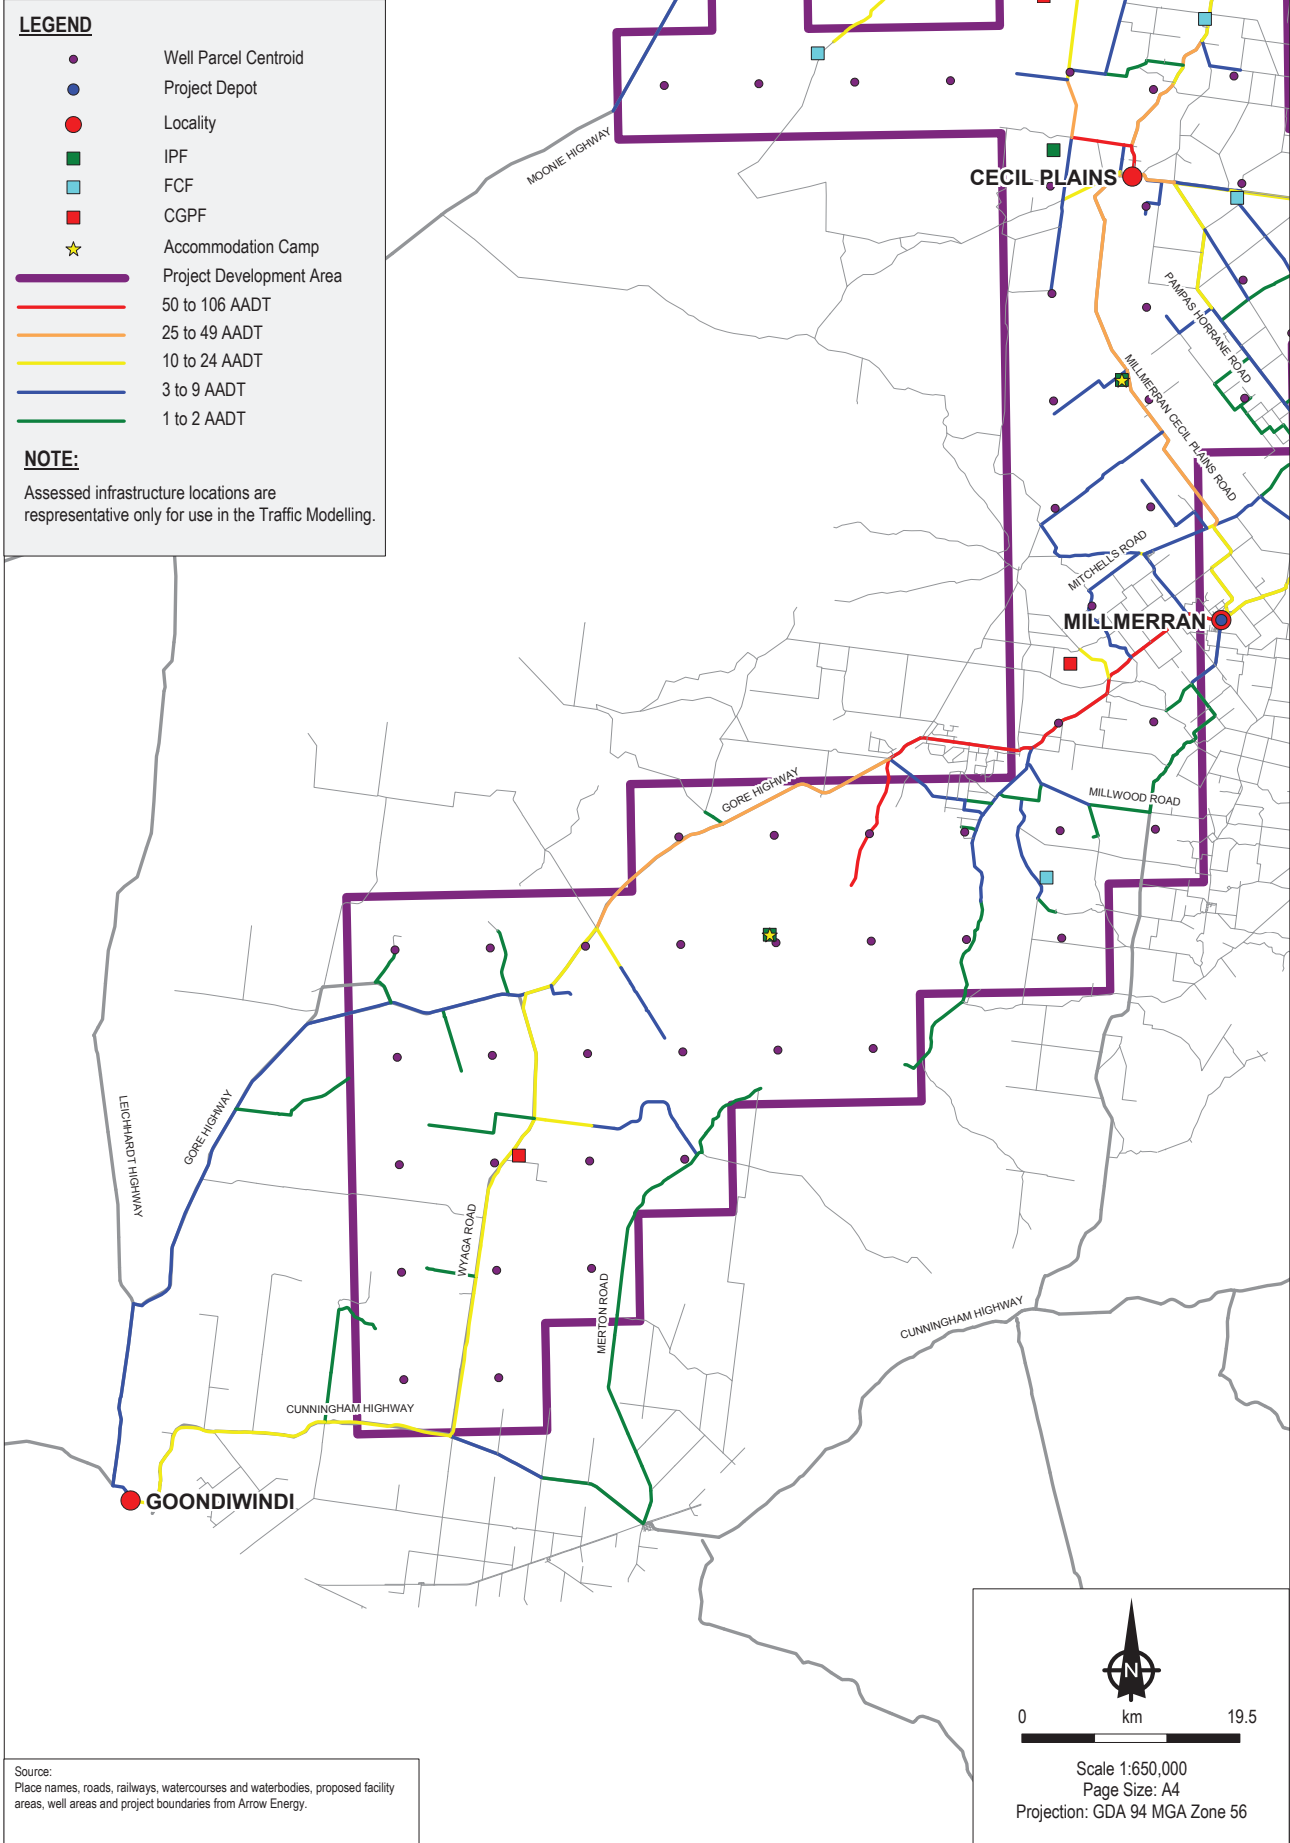 LEGEND
Well Parcel Centroid
Project Depot
Locality
IPF
FCF
CGPF
Accommodation Camp
Project Development Area
50 to 106 AADT
25 to 49 AADT
10 to 24 AADT
3 to 9 AADT
1 to 2 AADT
NOTE:
Assessed infrastructure locations are
respresentative only for use in the Traffic Modelling.
MOONIE HIGHWAY
CECIL PLAINS
PAMPAS HORRANE ROAD
MILLMERRAN CECIL PLAINS ROAD
MITCHELLS ROAD
MILLMERRAN
GORE HIGHWAY
MILLWOOD ROAD
LEICHHARDT HIGHWAY
GORE HIGHWAY
WYAGA ROAD
MERTON ROAD
CUNNINGHAM HIGHWAY
CUNNINGHAM HIGHWAY
GOONDIWINDI
N
0 km 19.5
Scale 1:650,000
Page Size: A4
Projection: GDA 94 MGA Zone 56
Source:
Place names, roads, railways, watercourses and waterbodies, proposed facility
areas, well areas and project boundaries from Arrow Energy.